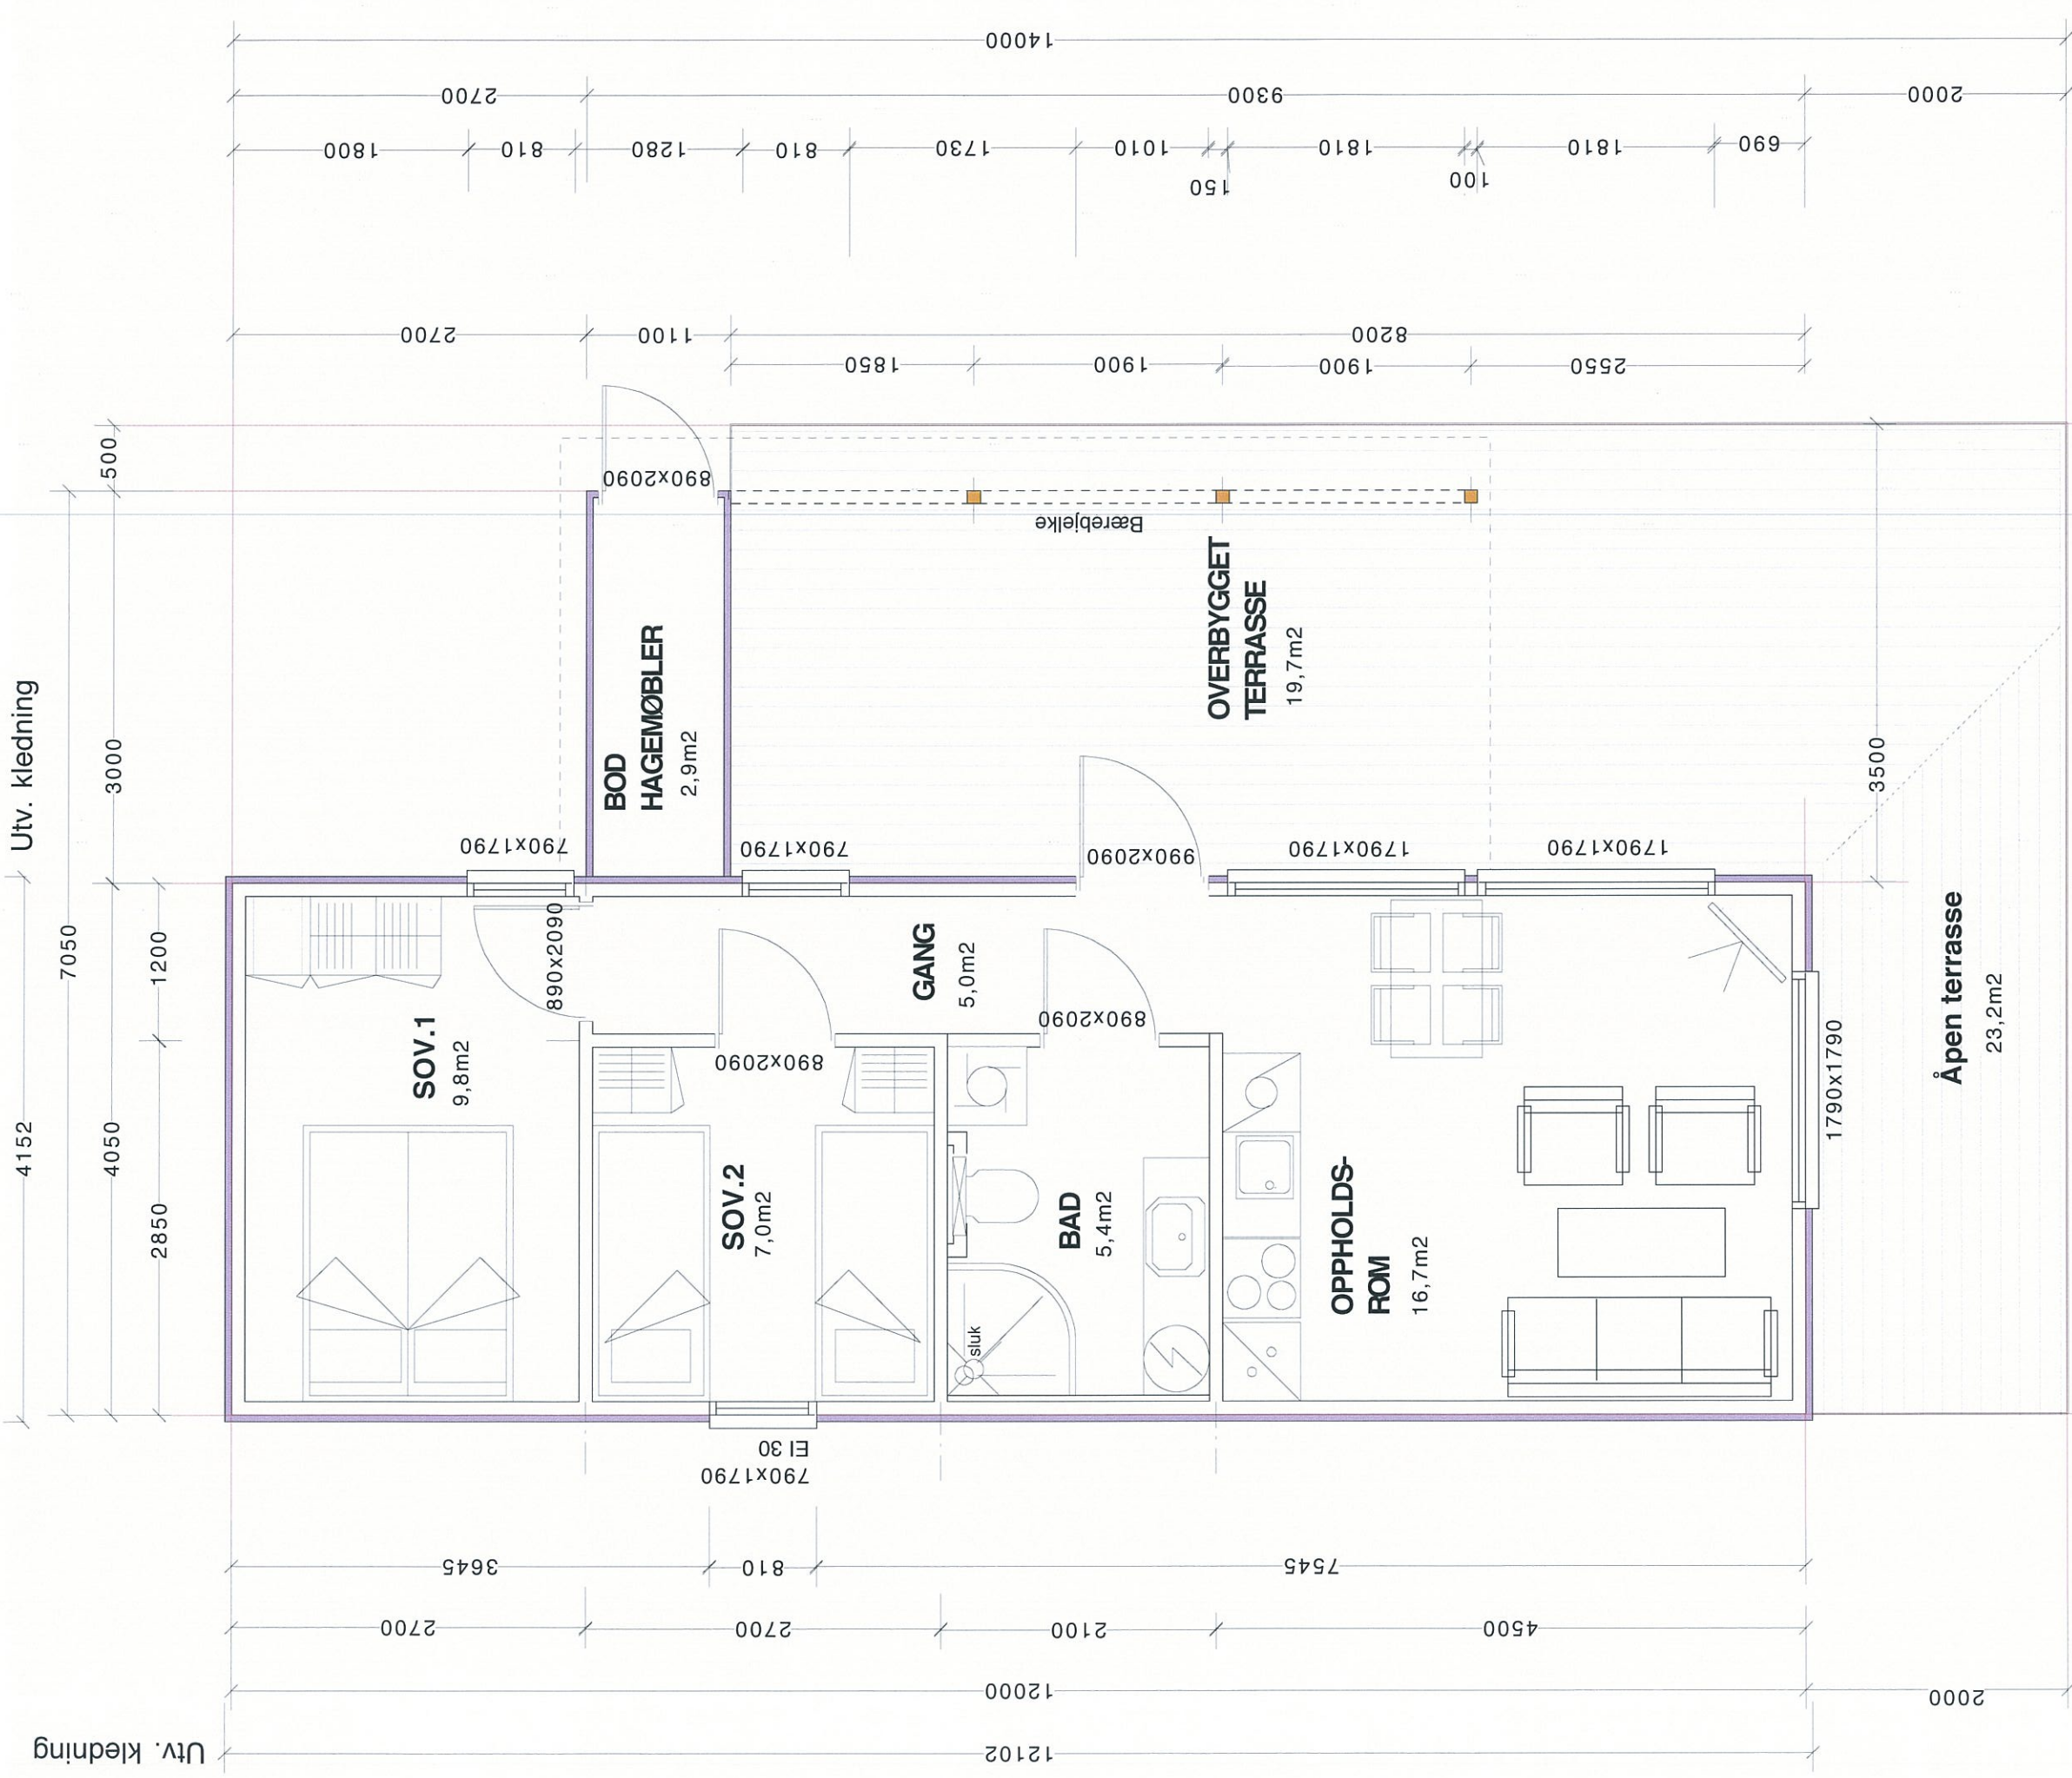 14000
2700
9300
2000
1800
810
1280
810
1730
1010
150
1810
100
1810
690
2700
1100
8200
1850
1900
1900
2550
Utv. kledning
500
3000
7050
4152
4050
1200
2850
3500
890x2090
Bærebjelke
OVERBYGGET
TERRASSE
19,7m2
BOD
HAGEMØBLER
2,9m2
790x1790
790x1790
990x2090
1790x1790
1790x1790
890x2090
SOV.1
9,8m2
GANG
5,0m2
890x2090
890x2090
SOV.2
7,0m2
BAD
5,4m2
sluk
OPPHOLDS-
ROM
16,7m2
1790x1790
Åpen terrasse
23,2m2
EI 30
790x1790
3645
810
7545
2700
2700
2100
4500
12000
2000
Utv. kledning
12102